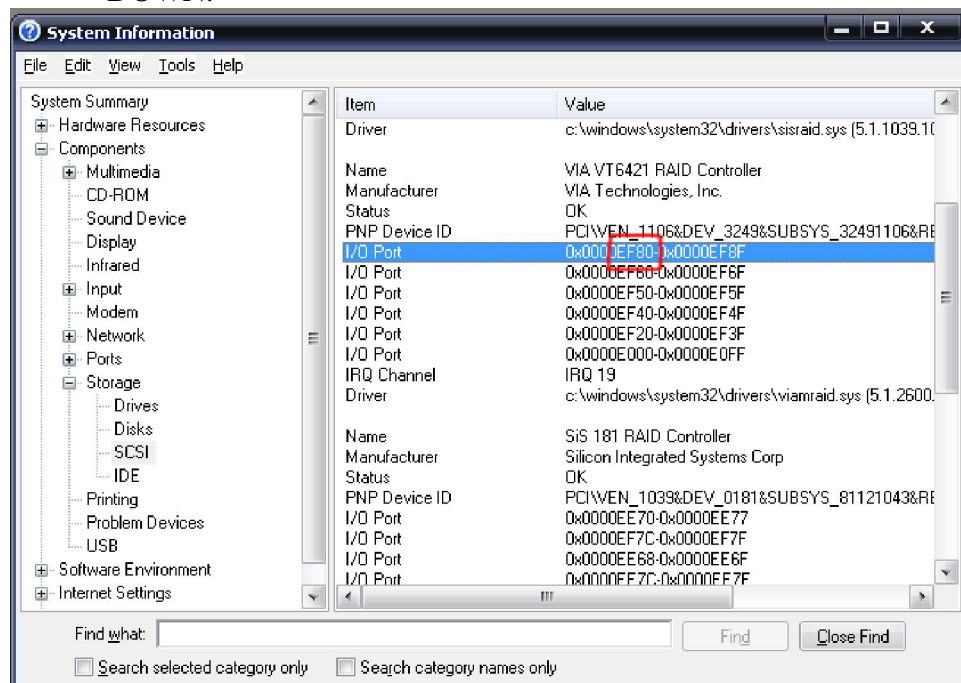 DOWN.
System Information
File Edit View Tools Help
System Summary
Hardware Resources
Components
Multimedia
CD-ROM
Sound Device
Display
Infrared
Input
Modem
Network
Ports
Storage
Drives
Disks
SCSI
IDE
Printing
Problem Devices
USB
Software Environment
Internet Settings
Item Value
Driver c:\windows\system32\drivers\sisraid.sys (5.1.1039.10
Name VIA VT6421 RAID Controller
Manufacturer VIA Technologies, Inc.
Status OK
PNP Device ID PCI\VEN_1106&DEV_3249&SUBSYS_32491106&RE
I/O Port 0x0000EF80-0x0000EF8F
I/O Port 0x0000EF60-0x0000EF6F
I/O Port 0x0000EF50-0x0000EF5F
I/O Port 0x0000EF40-0x0000EF4F
I/O Port 0x0000EF20-0x0000EF3F
I/O Port 0x0000E000-0x0000E0FF
IRQ Channel IRQ 19
Driver c:\windows\system32\drivers\viamraid.sys (5.1.2600.
Name SiS 181 RAID Controller
Manufacturer Silicon Integrated Systems Corp
Status OK
PNP Device ID PCI\VEN_1039&DEV_0181&SUBSYS_81121043&RE
I/O Port 0x0000EE70-0x0000EE77
I/O Port 0x0000EF7C-0x0000EF7F
I/O Port 0x0000EE68-0x0000EE6F
I/O Port
Find what: Find Close Find
Search selected category only Search category names only